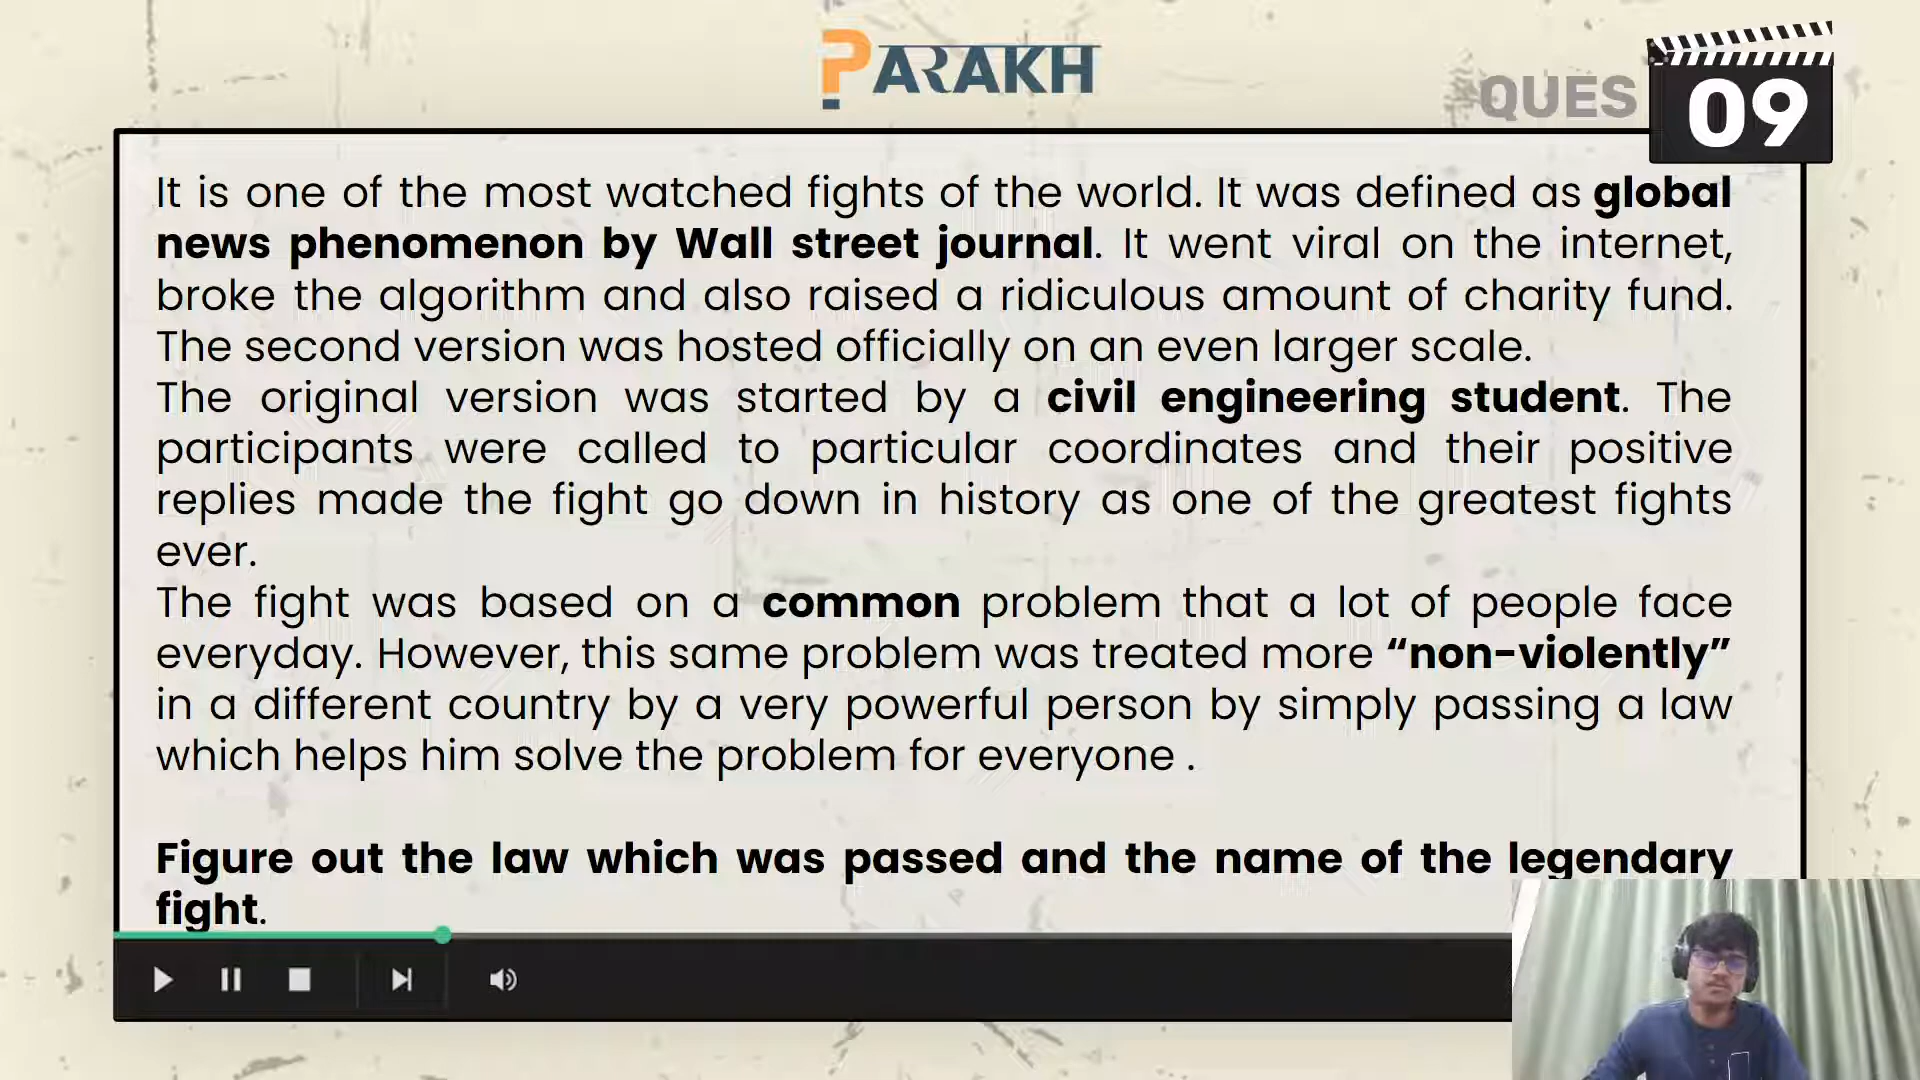 ?ARAKH
QUES 09
It is one of the most watched fights of the world. It was defined as global
news phenomenon by Wall street journal. It went viral on the internet,
broke the algorithm and also raised a ridiculous amount of charity fund.
The second version was hosted officially on an even larger scale.
The original version was started by a civil engineering student. The
participants were called to particular coordinates and their positive
replies made the fight go down in history as one of the greatest fights
ever.
The fight was based on a common problem that a lot of people face
everyday. However, this same problem was treated more “non-violently”
in a different country by a very powerful person by simply passing a law
which helps him solve the problem for everyone .
Figure out the law which was passed and the name of the legendary
fight.